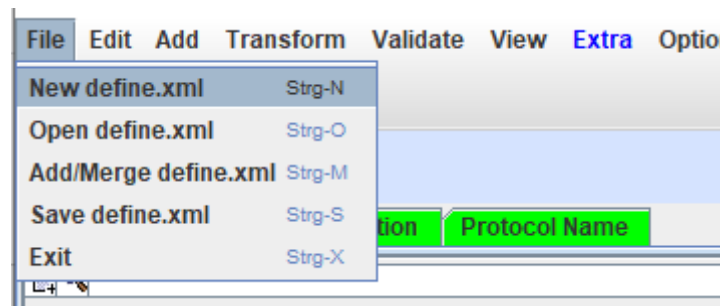 File Edit Add Transform Validate View Extra Optio
New define.xml Strg-N
Open define.xml Strg-O
Add/Merge define.xml Strg-M
Save define.xml Strg-S
tion Protocol Name
Exit Strg-X